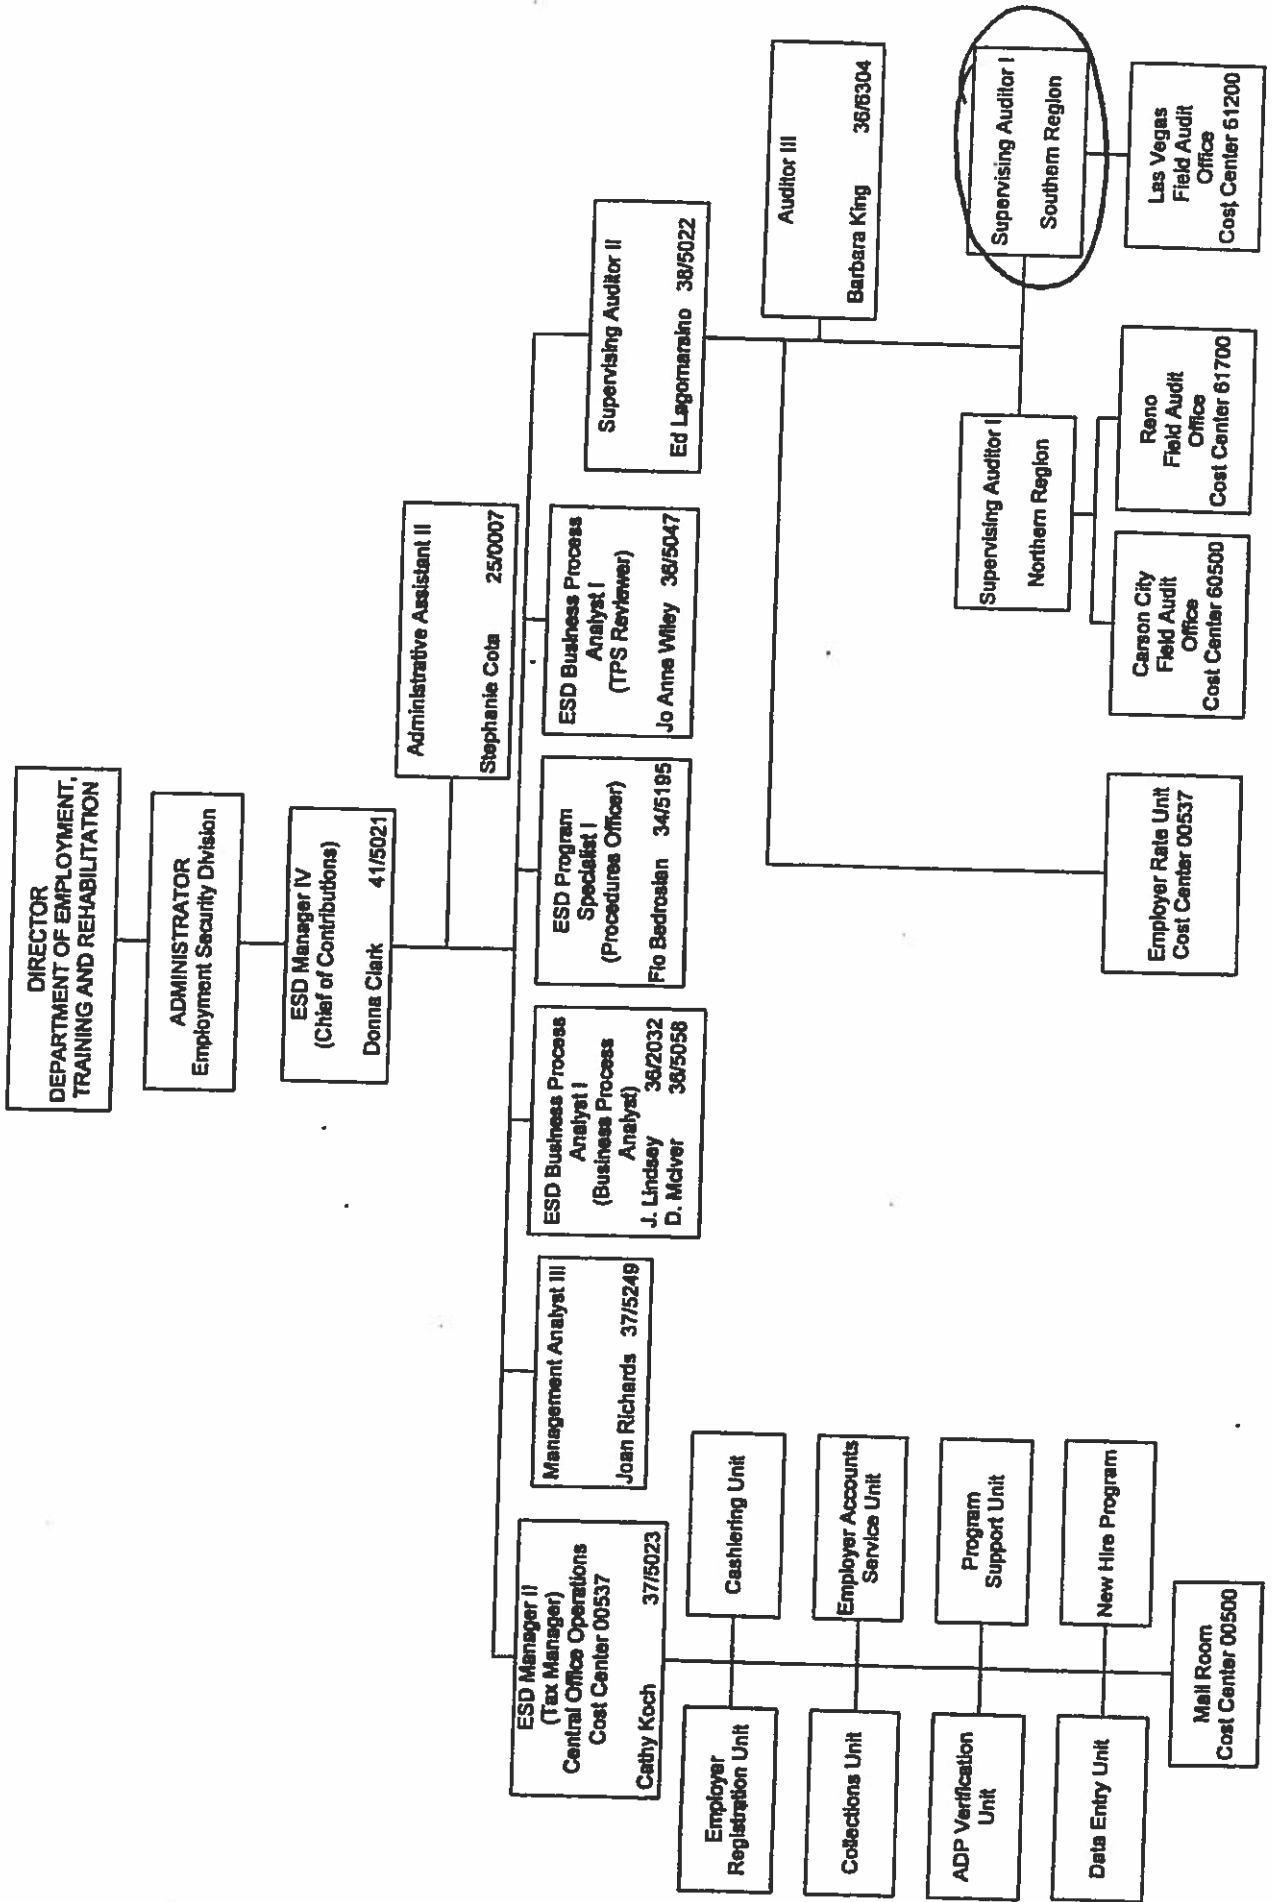 DIRECTOR
DEPARTMENT OF EMPLOYMENT,
TRAINING AND REHABILITATION
ADMINISTRATOR
Employment Security Division
ESD Manager IV
(Chief of Contributions)
Donna Clark 41/5021
Administrative Assistant II
Stephanie Cota 25/0007
ESD Manager II
(Tax Manager)
Central Office Operations
Cost Center 00537
Cathy Koch 37/5023
Management Analyst III
Joan Richards 37/5249
ESD Business Process
Analyst I
(Business Process
Analyst)
J. Lindsey 36/2032
D. McIver 36/5058
ESD Program
Specialist I
(Procedures Officer)
Flo Bedrosian 34/5195
ESD Business Process
Analyst I
(TPS Reviewer)
Jo Anne Wiley 36/5047
Supervising Auditor II
Ed Lagomarsino 38/5022
Employer
Registration Unit
Cashiering Unit
Collections Unit
Employer Accounts
Service Unit
ADP Verification
Unit
Program
Support Unit
Data Entry Unit
New Hire Program
Mail Room
Cost Center 00500
Auditor III
Barbara King 36/6304
Employer Rate Unit
Cost Center 00537
Supervising Auditor I
Northern Region
Supervising Auditor I
Southern Region
Carson City
Field Audit
Office
Cost Center 60500
Reno
Field Audit
Office
Cost Center 61700
Las Vegas
Field Audit
Office
Cost Center 61200